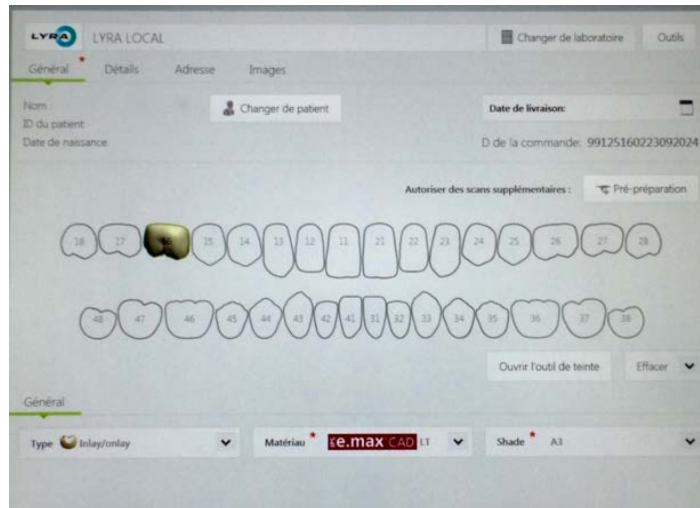 LYRA LYRA LOCAL Changer de laboratoire Outils
Général * Détails Adresse Images
Nom Changer de patient Date de livraison:
ID du patient
Date de naissance D de la commande: 99125160223092024
Autoriser des scans supplémentaires : Pré-préparation
18 17 16 15 14 13 12 11 21 22 23 24 25 26 27 28
48 47 46 45 44 43 42 41 31 32 33 34 35 36 37 38
Ouvrir l'outil de teinte Effacer
Général
Type Inlay/onlay Matériau * e.max CAD LT Shade * A3